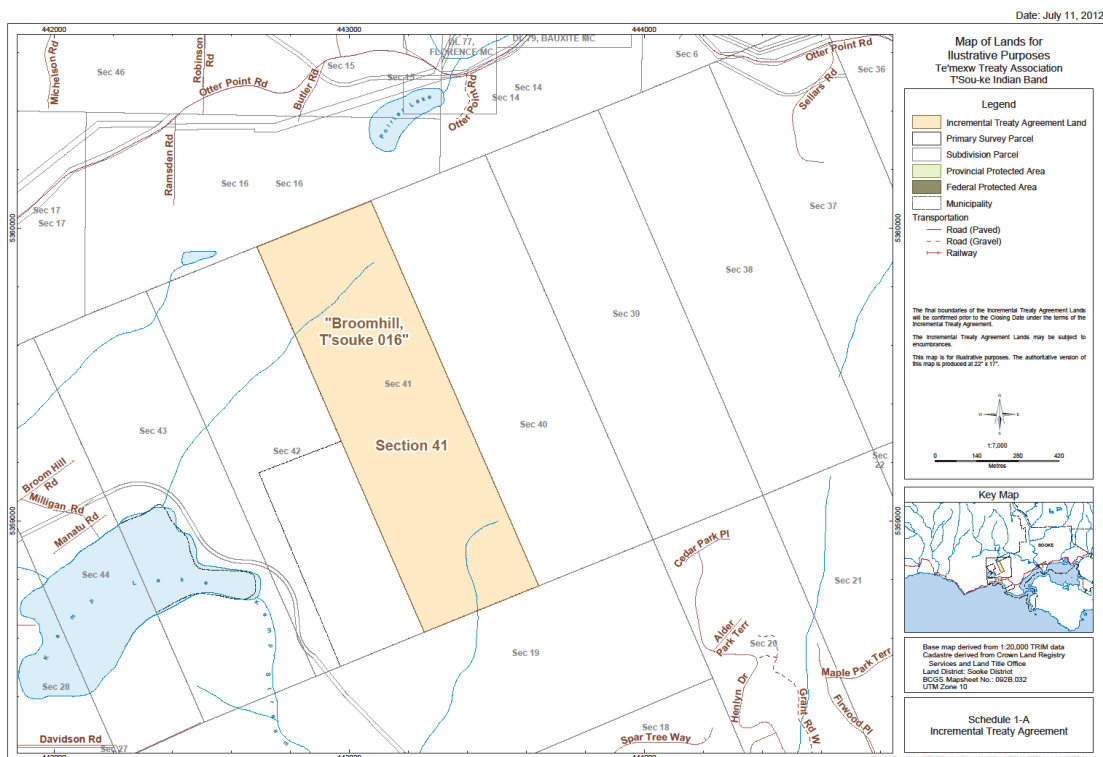 Date: July 11, 2012
Map of Lands for
Ilustrative Purposes
Te'mexw Treaty Association
T'Sou-ke Indian Band
Legend
Incremental Treaty Agreement Land
Primary Survey Parcel
Subdivision Parcel
Provincial Protected Area
Federal Protected Area
Municipality
Transportation
Road (Paved)
Road (Gravel)
Railway
The final boundaries of the Incremental Treaty Agreement Lands
will be confirmed prior to the Closing Date under the terms of the
Incremental Treaty Agreement.
The Incremental Treaty Agreement Lands may be subject to
encumbrances.
This map is for illustrative purposes. The authoritative version of
this map is produced at 22" x 17".
N
W
E
S
1:7,000
0 140 280 420
Metres
Key Map
SOOKE
Base map derived from 1:20,000 TRIM data
Cadastre derived from Crown Land Registry
Services and Land Title Office
Land District: Sooke District
BCGS Mapsheet No.: 092B.032
UTM Zone 10
Schedule 1-A
Incremental Treaty Agreement
442000
443000
444000
5360000
5360000
5359000
5359000
442000
443000
444000
Michelson Rd
Sec 46
Robinson
Rd
Otter Point Rd
Butler Rd
Sec 15
Sec 15
DL 77,
FLORENCE MC
DL 79, BAUXITE MC
Sec 14
Sec 14
Otter Point Rd
Poirier Lake
Sec 6
Otter Point Rd
Sec 36
Sellars Rd
Ramsden Rd
Sec 16
Sec 16
Sec 17
Sec 17
Sec 37
Sec 38
Sec 39
"Broomhill,
T'souke 016"
Sec 41
Section 41
Sec 40
Sec 43
Sec 42
Sec
22
Broom Hill
Rd
Milligan Rd
Manatu Rd
Sec 44
Kemp Lake
Kemp Stream
Cedar Park Pl
Sec 21
Alder
Park Terr
Sec 20
Sec 19
Maple Park Terr
Henlyn Dr
Grant Rd W
Firwood Pl
Sec 28
Sec 18
Spar Tree Way
Davidson Rd
Sec 27